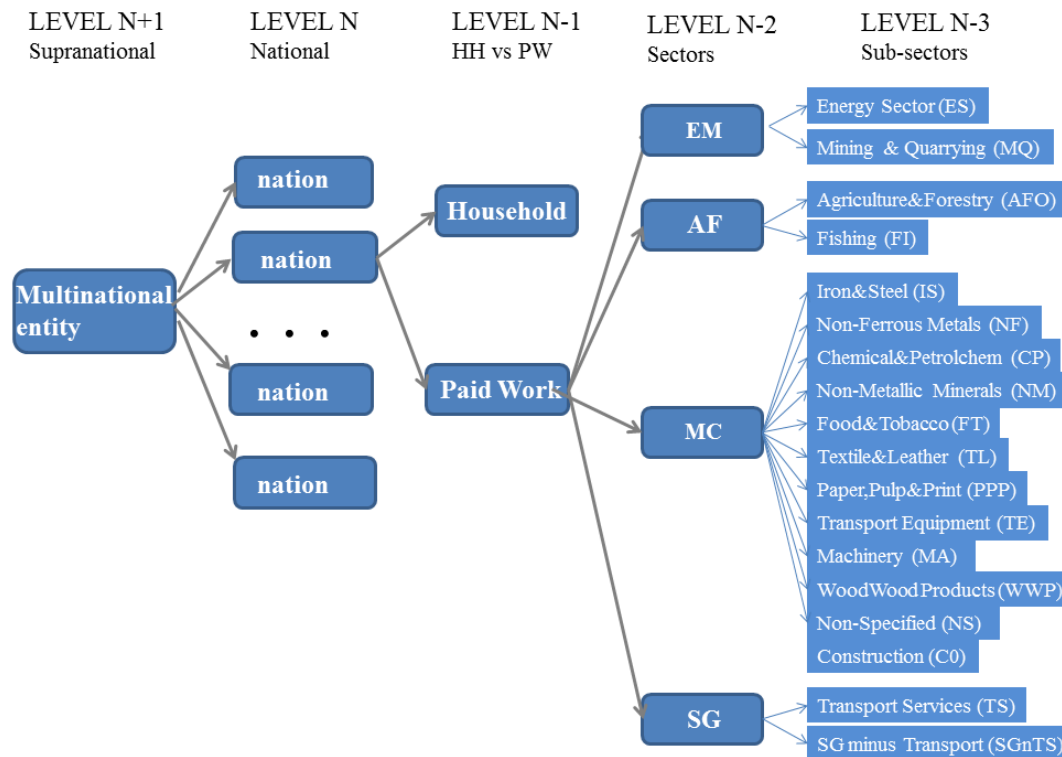 LEVEL N+1
Supranational
LEVEL N
National
LEVEL N-1
HH vs PW
LEVEL N-2
Sectors
LEVEL N-3
Sub-sectors
Multinational
entity
nation
nation
. . .
nation
nation
Household
Paid Work
EM
AF
MC
SG
Energy Sector (ES)
Mining & Quarrying (MQ)
Agriculture&Forestry (AFO)
Fishing (FI)
Iron&Steel (IS)
Non-Ferrous Metals (NF)
Chemical&Petrolchem (CP)
Non-Metallic Minerals (NM)
Food&Tobacco (FT)
Textile&Leather (TL)
Paper,Pulp&Print (PPP)
Transport Equipment (TE)
Machinery (MA)
WoodWoodProducts (WWP)
Non-Specified (NS)
Construction (C0)
Transport Services (TS)
SG minus Transport (SGnTS)